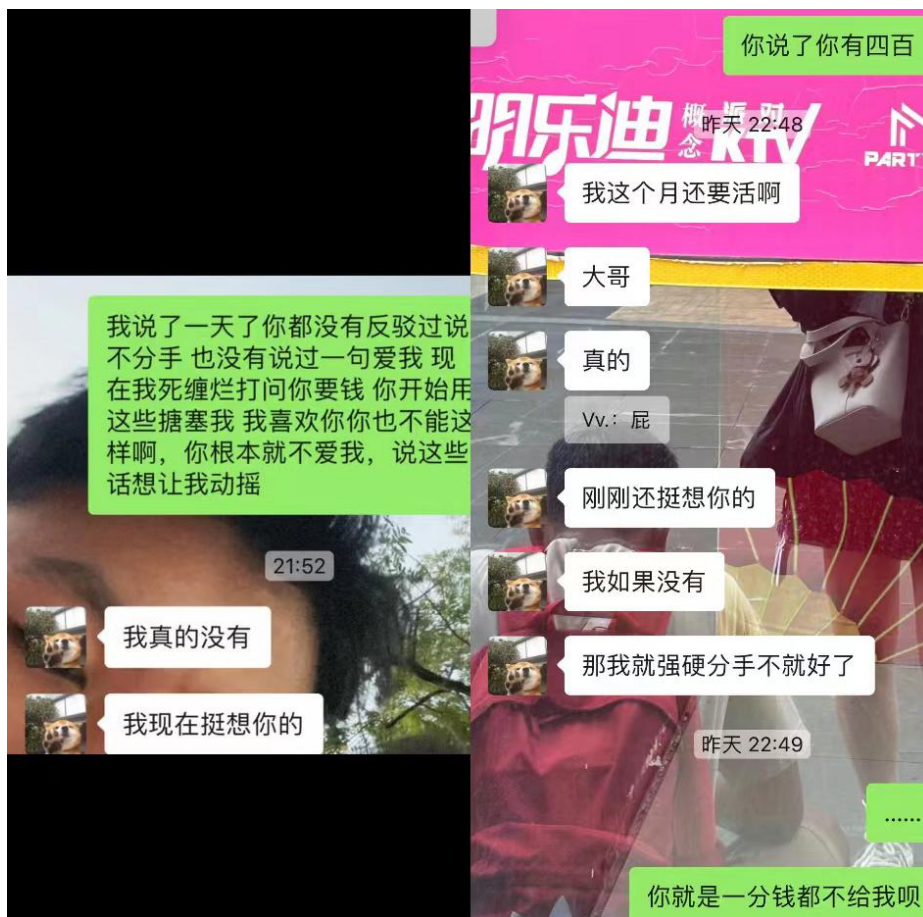 我说了一天了你都没有反驳过说
不分手 也没有说过一句爱我 现
在我死缠烂打问你要钱 你开始用
这些搪塞我 我喜欢你你也不能这
样啊，你根本就不爱我，说这些
话想让我动摇
21:52
我真的没有
我现在挺想你的
你说了你有四百
明乐迪
概念
派对
KTV
PART
昨天 22:48
我这个月还要活啊
大哥
真的
Vv.：屁
刚刚还挺想你的
我如果没有
那我就强硬分手不就好了
昨天 22:49
......
你就是一分钱都不给我呗